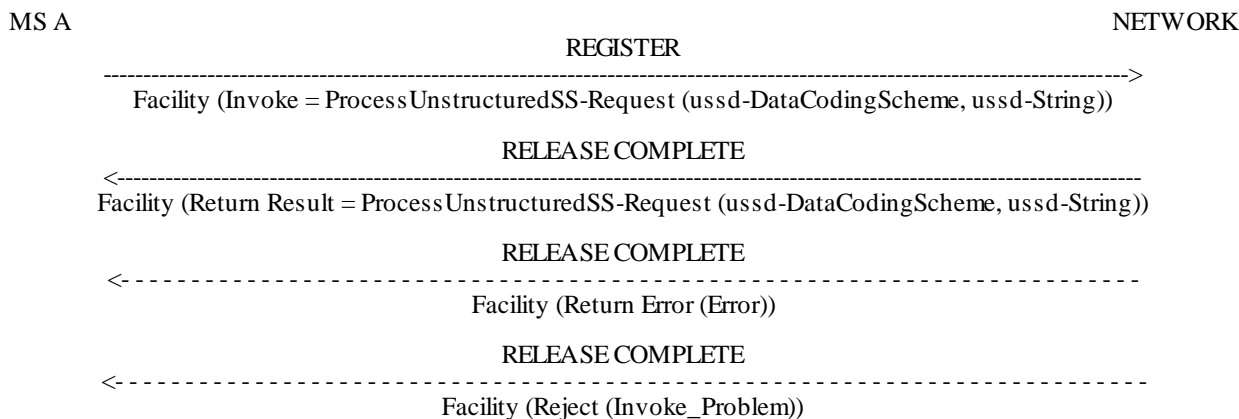 MS A NETWORK
REGISTER
Facility (Invoke = ProcessUnstructuredSS-Request (ussd-DataCodingScheme, ussd-String))
RELEASE COMPLETE
Facility (Return Result = ProcessUnstructuredSS-Request (ussd-DataCodingScheme, ussd-String))
RELEASE COMPLETE
Facility (Return Error (Error))
RELEASE COMPLETE
Facility (Reject (Invoke_Problem))